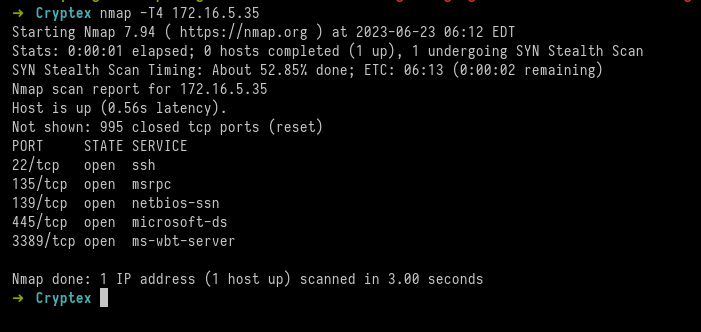 ➜ Cryptex nmap -T4 172.16.5.35
Starting Nmap 7.94 ( https://nmap.org ) at 2023-06-23 06:12 EDT
Stats: 0:00:01 elapsed; 0 hosts completed (1 up), 1 undergoing SYN Stealth Scan
SYN Stealth Scan Timing: About 52.85% done; ETC: 06:13 (0:00:02 remaining)
Nmap scan report for 172.16.5.35
Host is up (0.56s latency).
Not shown: 995 closed tcp ports (reset)
PORT     STATE SERVICE
22/tcp   open  ssh
135/tcp  open  msrpc
139/tcp  open  netbios-ssn
445/tcp  open  microsoft-ds
3389/tcp open  ms-wbt-server
Nmap done: 1 IP address (1 host up) scanned in 3.00 seconds
➜ Cryptex